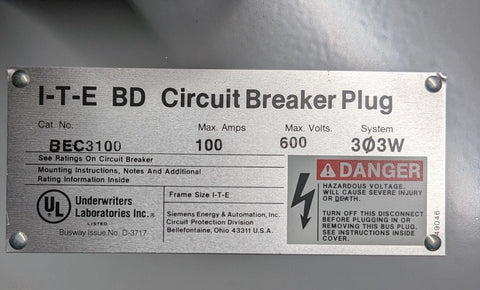 I-T-E BD Circuit Breaker Plug
Cat. No. Max. Amps Max. Volts. System
BEC3100 100 600 3Ø3W
See Ratings On Circuit Breaker
Mounting Instructions, Notes And Additional
Rating Information Inside
UL
Underwriters
Laboratories Inc.®
LISTED
Busway Issue No. D-3717
Frame Size I-T-E
Siemens Energy & Automation, Inc.
Circuit Protection Division
Bellefontaine, Ohio 43311 U.S.A.
DANGER
HAZARDOUS VOLTAGE.
WILL CAUSE SEVERE INJURY
OR DEATH.
TURN OFF THIS DISCONNECT
BEFORE PLUGGING IN OR
REMOVING THIS BUS PLUG.
SEE INSTRUCTIONS INSIDE
COVER.
49046